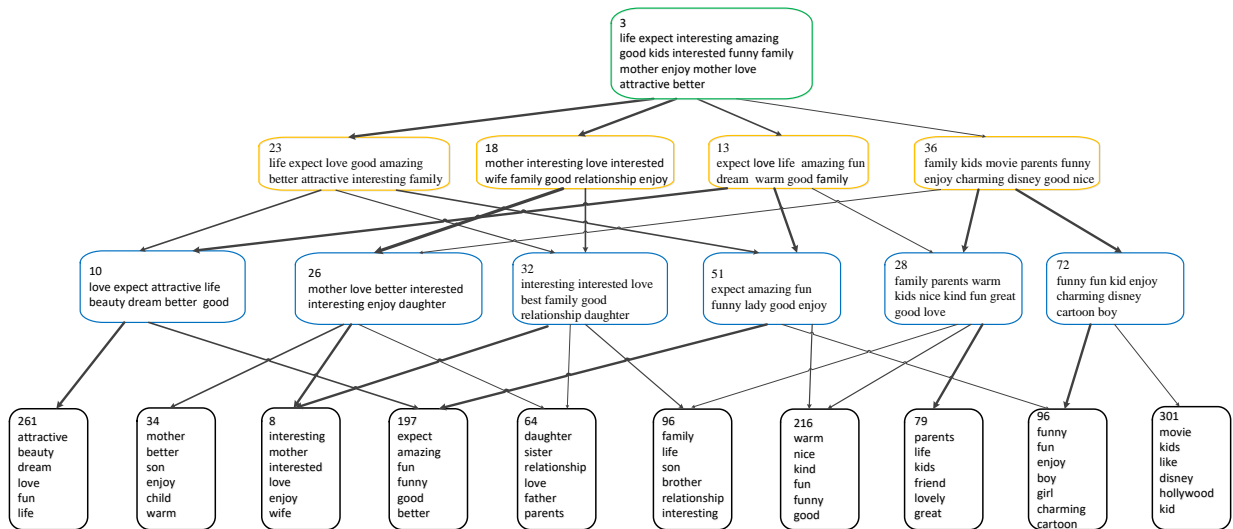 3
life expect interesting amazing
good kids interested funny family
mother enjoy mother love
attractive better
23
life expect love good amazing
better attractive interesting family
18
mother interesting love interested
wife family good relationship enjoy
13
expect love life amazing fun
dream warm good family
36
family kids movie parents funny
enjoy charming disney good nice
10
love expect attractive life
beauty dream better good
26
mother love better interested
interesting enjoy daughter
32
interesting interested love
best family good
relationship daughter
51
expect amazing fun
funny lady good enjoy
28
family parents warm
kids nice kind fun great
good love
72
funny fun kid enjoy
charming disney
cartoon boy
261
attractive
beauty
dream
love
fun
life
34
mother
better
son
enjoy
child
warm
8
interesting
mother
interested
love
enjoy
wife
197
expect
amazing
fun
funny
good
better
64
daughter
sister
relationship
love
father
parents
96
family
life
son
brother
relationship
interesting
216
warm
nice
kind
fun
funny
good
79
parents
life
kids
friend
lovely
great
96
funny
fun
enjoy
boy
girl
charming
cartoon
301
movie
kids
like
disney
hollywood
kid